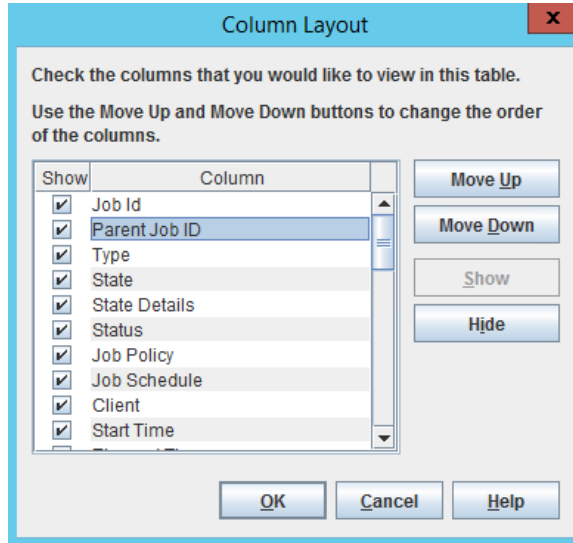 Column Layout
x
Check the columns that you would like to view in this table.
Use the Move Up and Move Down buttons to change the order
of the columns.
Show Column
Job Id
Parent Job ID
Type
State
State Details
Status
Job Policy
Job Schedule
Client
Start Time
Move Up
Move Down
Show
Hide
OK Cancel Help